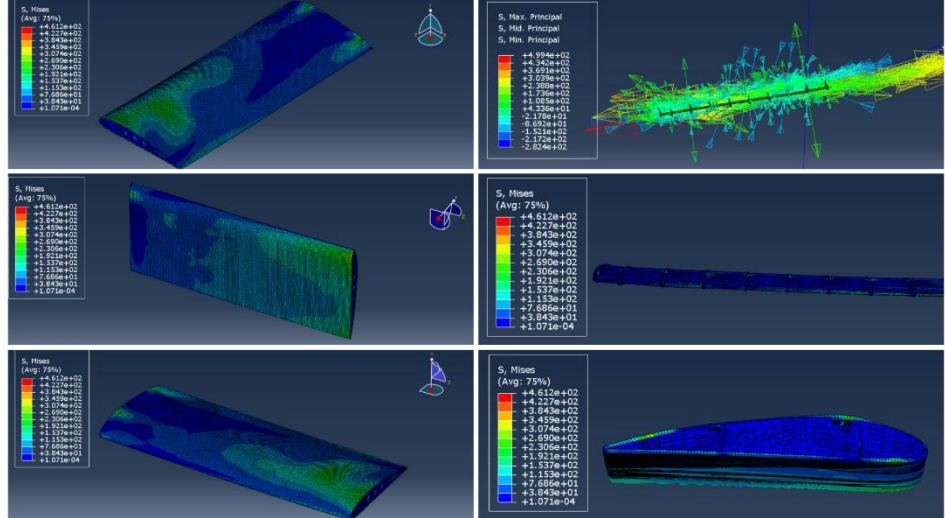 S, Mises
(Avg: 75%)
+4.612e+02
+4.227e+02
+3.843e+02
+3.459e+02
+3.074e+02
+2.690e+02
+2.306e+02
+1.921e+02
+1.537e+02
+1.153e+02
+7.686e+01
+3.843e+01
+1.071e-04
S, Max. Principal
S, Mid. Principal
S, Min. Principal
+4.994e+02
+4.342e+02
+3.691e+02
+3.039e+02
+2.388e+02
+1.736e+02
+1.085e+02
+4.336e+01
-2.178e+01
-8.692e+01
-1.521e+02
-2.172e+02
-2.824e+02
S, Mises
(Avg: 75%)
+4.612e+02
+4.227e+02
+3.843e+02
+3.459e+02
+3.074e+02
+2.690e+02
+2.306e+02
+1.921e+02
+1.537e+02
+1.153e+02
+7.686e+01
+3.843e+01
+1.071e-04
S, Mises
(Avg: 75%)
+4.612e+02
+4.227e+02
+3.843e+02
+3.459e+02
+3.074e+02
+2.690e+02
+2.306e+02
+1.921e+02
+1.537e+02
+1.153e+02
+7.686e+01
+3.843e+01
+1.071e-04
S, Mises
(Avg: 75%)
+4.612e+02
+4.227e+02
+3.843e+02
+3.459e+02
+3.074e+02
+2.690e+02
+2.306e+02
+1.921e+02
+1.537e+02
+1.153e+02
+7.686e+01
+3.843e+01
+1.071e-04
S, Mises
(Avg: 75%)
+4.612e+02
+4.227e+02
+3.843e+02
+3.459e+02
+3.074e+02
+2.690e+02
+2.306e+02
+1.921e+02
+1.537e+02
+1.153e+02
+7.686e+01
+3.843e+01
+1.071e-04